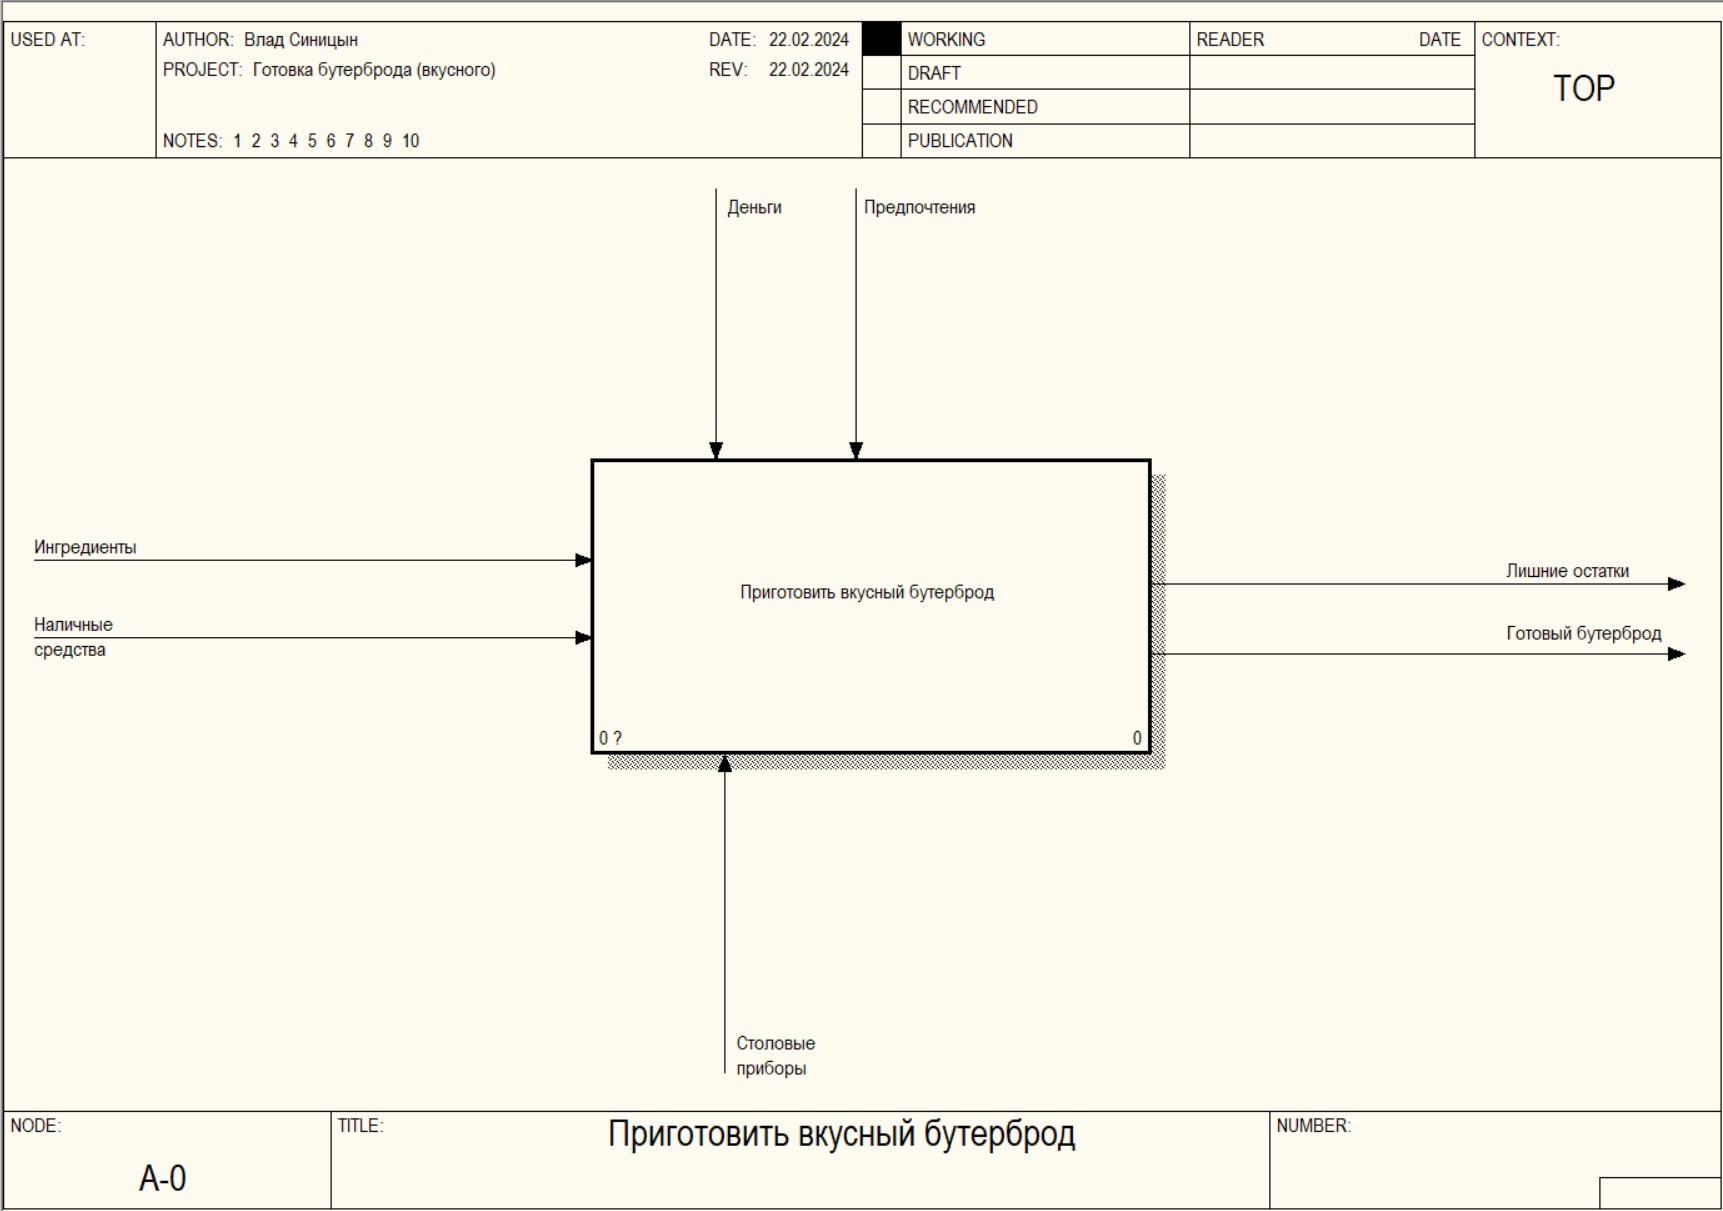 USED AT:
AUTHOR: Влад Синицын
DATE: 22.02.2024
WORKING
READER DATE
CONTEXT:
PROJECT: Готовка бутерброда (вкусного)
REV: 22.02.2024
DRAFT
TOP
RECOMMENDED
NOTES: 1 2 3 4 5 6 7 8 9 10
PUBLICATION
Деньги
Предпочтения
Ингредиенты
Лишние остатки
Приготовить вкусный бутерброд
Наличные
средства
Готовый бутерброд
0 ?
0
Столовые
приборы
NODE:
TITLE:
Приготовить вкусный бутерброд
NUMBER:
A-0